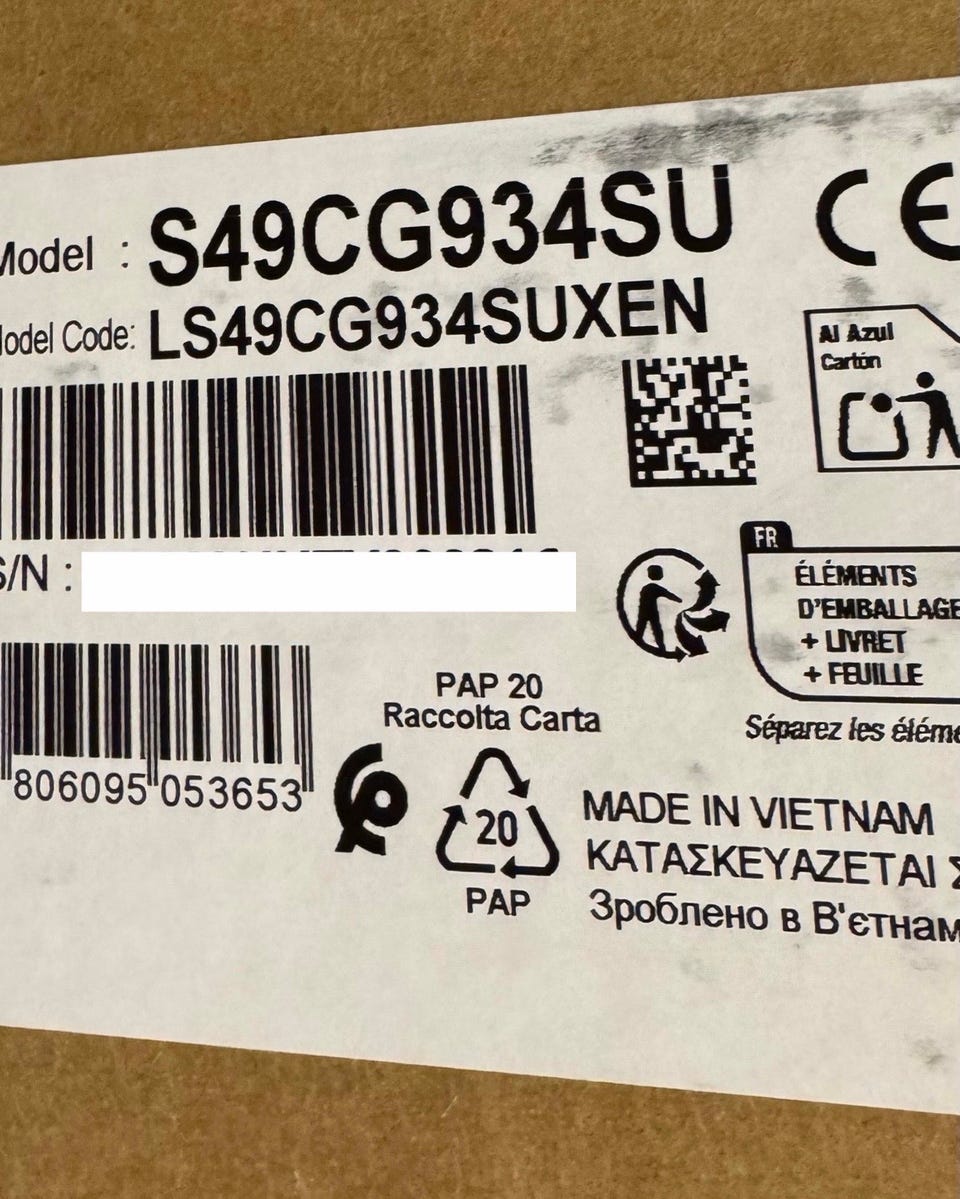 Model : S49CG934SU
Model Code: LS49CG934SUXEN
CE
Al Azul
Cartón
S/N :
FR
ÉLÉMENTS
D'EMBALLAGE
+ LIVRET
+ FEUILLE
Séparez les
PAP 20
Raccolta Carta
806095 053653
20
PAP
MADE IN VIETNAM
ΚΑΤΑΣΚΕΥΑΖΕΤΑΙ Σ
Зроблено в В'єтнам